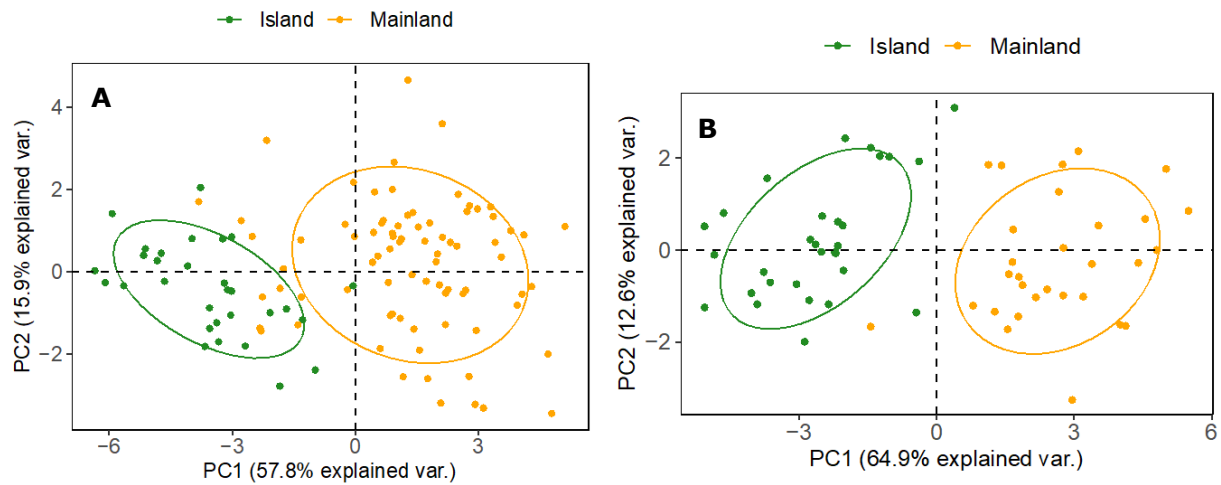 Island Mainland
A
4
2
0
−2
−6 −3 0 3
PC1 (57.8% explained var.)
PC2 (15.9% explained var.)
Island Mainland
B
2
0
−2
−3 0 3 6
PC1 (64.9% explained var.)
PC2 (12.6% explained var.)